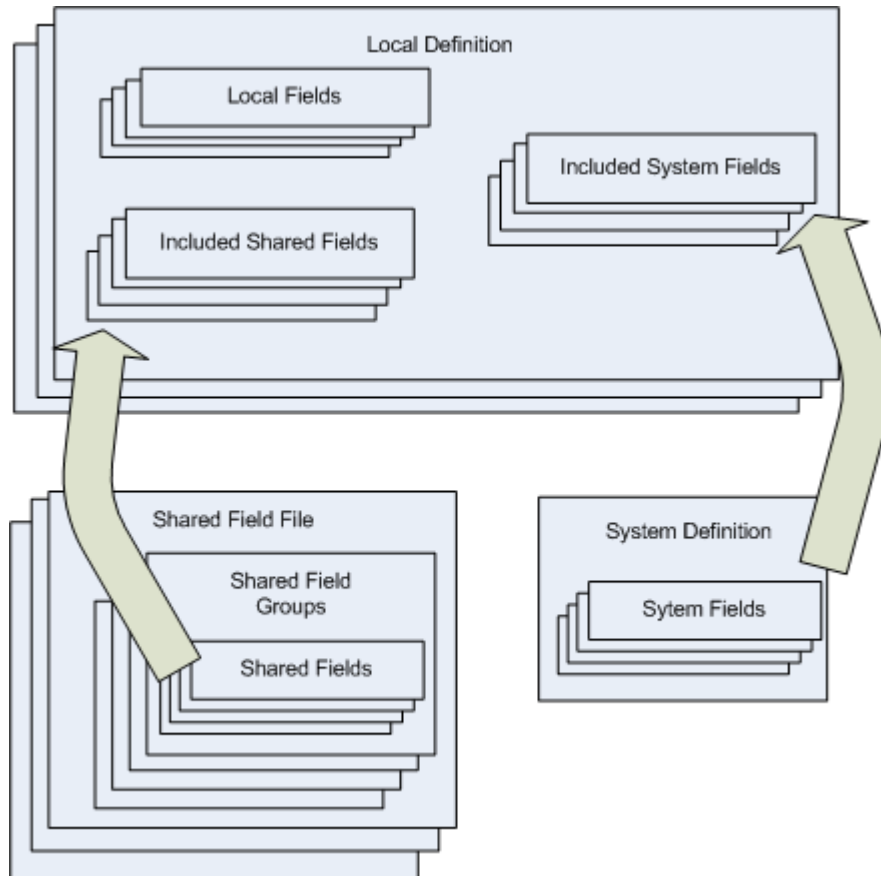 Local Definition
Local Fields
Included System Fields
Included Shared Fields
Shared Field File
System Definition
Shared Field
Groups
Sytem Fields
Shared Fields